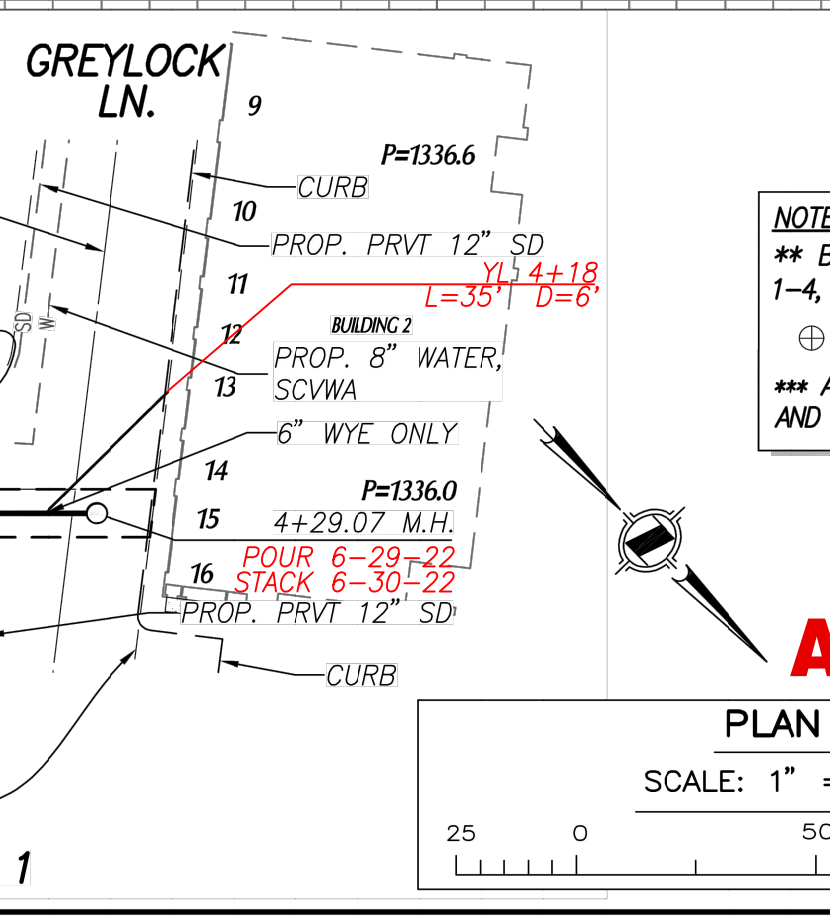 GREYLOCK
LN.
9
P=1336.6
CURB
10
PROP. PRVT 12" SD
YL 4+18
L=35' D=6'
11
BUILDING 2
12
SD
W
PROP. 8" WATER,
SCVWA
13
6" WYE ONLY
14
P=1336.0
15
4+29.07 M.H.
POUR 6-29-22
STACK 6-30-22
16
PROP. PRVT 12" SD
CURB
1
NOTE
** B
1-4,
*** A
AND
A
PLAN
SCALE: 1" =
25 0 50